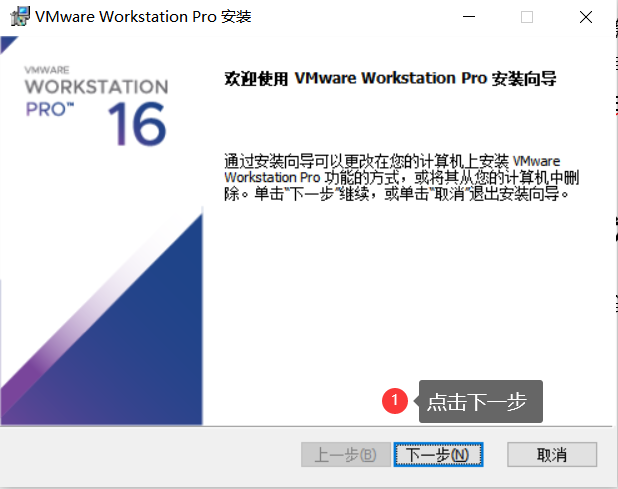 VMware Workstation Pro 安装
VMWARE
WORKSTATION
PRO™
16
欢迎使用 VMware Workstation Pro 安装向导
通过安装向导可以更改在您的计算机上安装 VMware
Workstation Pro 功能的方式，或将其从您的计算机中删
除。单击“下一步”继续，或单击“取消”退出安装向导。
1 点击下一步
上一步(B) 下一步(N) 取消